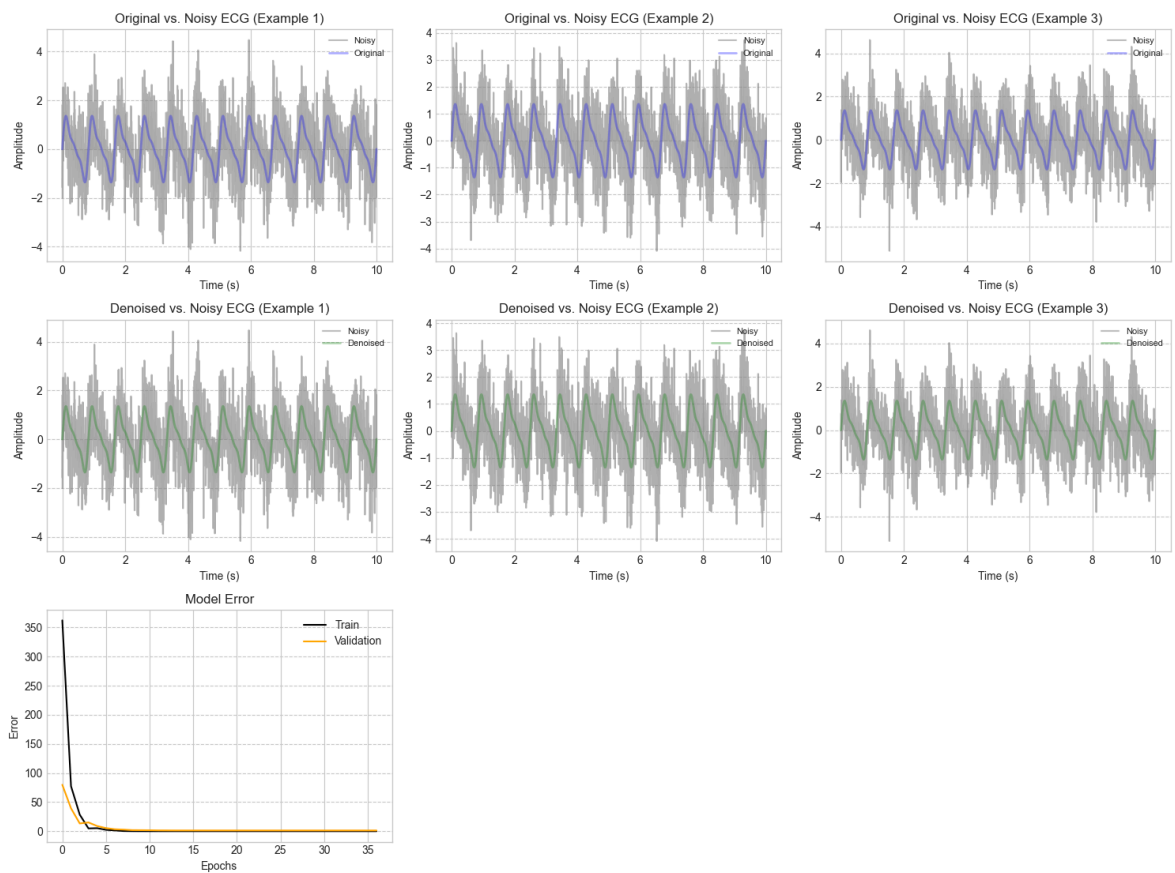 Original vs. Noisy ECG (Example 1)
Noisy
Original
4
2
0
−2
−4
Amplitude
0 2 4 6 8 10
Time (s)
Original vs. Noisy ECG (Example 2)
Noisy
Original
4
3
2
1
0
−1
−2
−3
−4
Amplitude
0 2 4 6 8 10
Time (s)
Original vs. Noisy ECG (Example 3)
Noisy
Original
4
2
0
−2
−4
Amplitude
0 2 4 6 8 10
Time (s)
Denoised vs. Noisy ECG (Example 1)
Noisy
Denoised
4
2
0
−2
−4
Amplitude
0 2 4 6 8 10
Time (s)
Denoised vs. Noisy ECG (Example 2)
Noisy
Denoised
4
3
2
1
0
−1
−2
−3
−4
Amplitude
0 2 4 6 8 10
Time (s)
Denoised vs. Noisy ECG (Example 3)
Noisy
Denoised
4
2
0
−2
−4
Amplitude
0 2 4 6 8 10
Time (s)
Model Error
Train
Validation
350
300
250
200
150
100
50
0
Error
0 5 10 15 20 25 30 35
Epochs